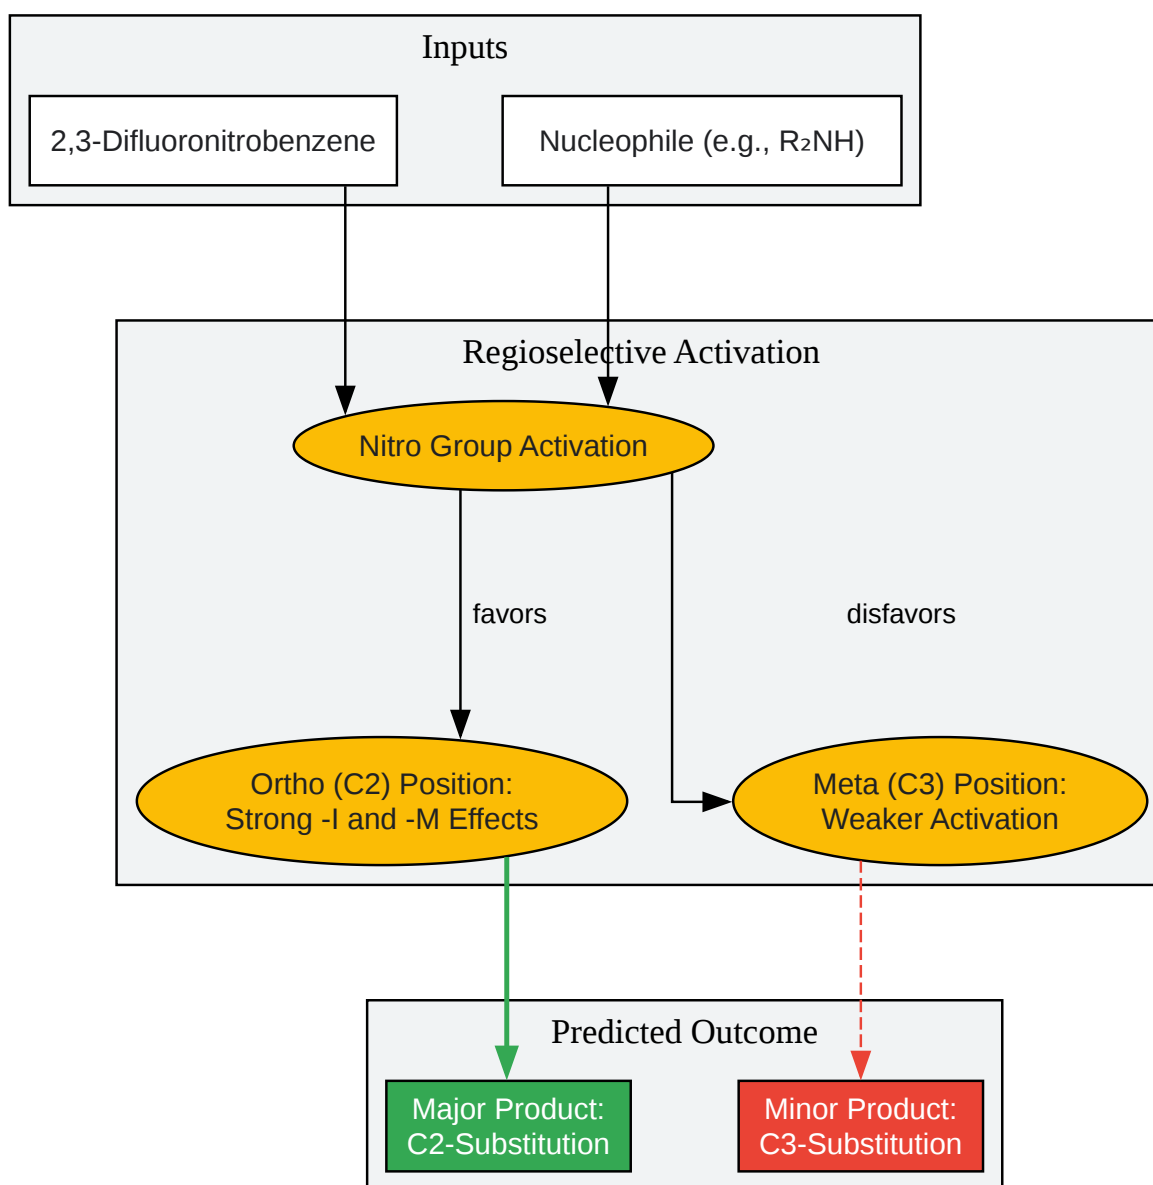 Inputs
2,3-Difluoronitrobenzene
Nucleophile (e.g., R₂NH)
Regioselective Activation
Nitro Group Activation
favors
disfavors
Ortho (C2) Position:
Strong -I and -M Effects
Meta (C3) Position:
Weaker Activation
Predicted Outcome
Major Product:
C2-Substitution
Minor Product:
C3-Substitution